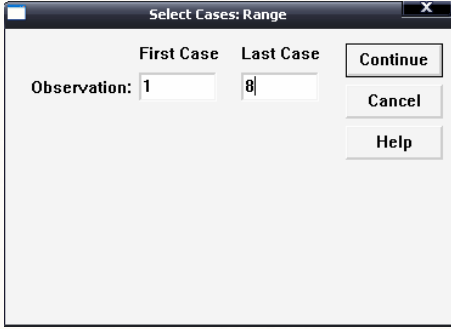 Select Cases: Range
X
First Case Last Case
Observation: 1 8
Continue
Cancel
Help